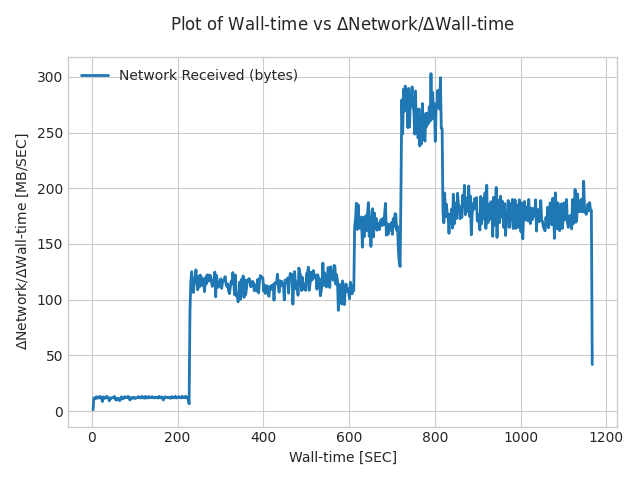 Plot of Wall-time vs ΔNetwork/ΔWall-time
Network Received (bytes)
ΔNetwork/ΔWall-time [MB/SEC]
300
250
200
150
100
50
0
0 200 400 600 800 1000 1200
Wall-time [SEC]